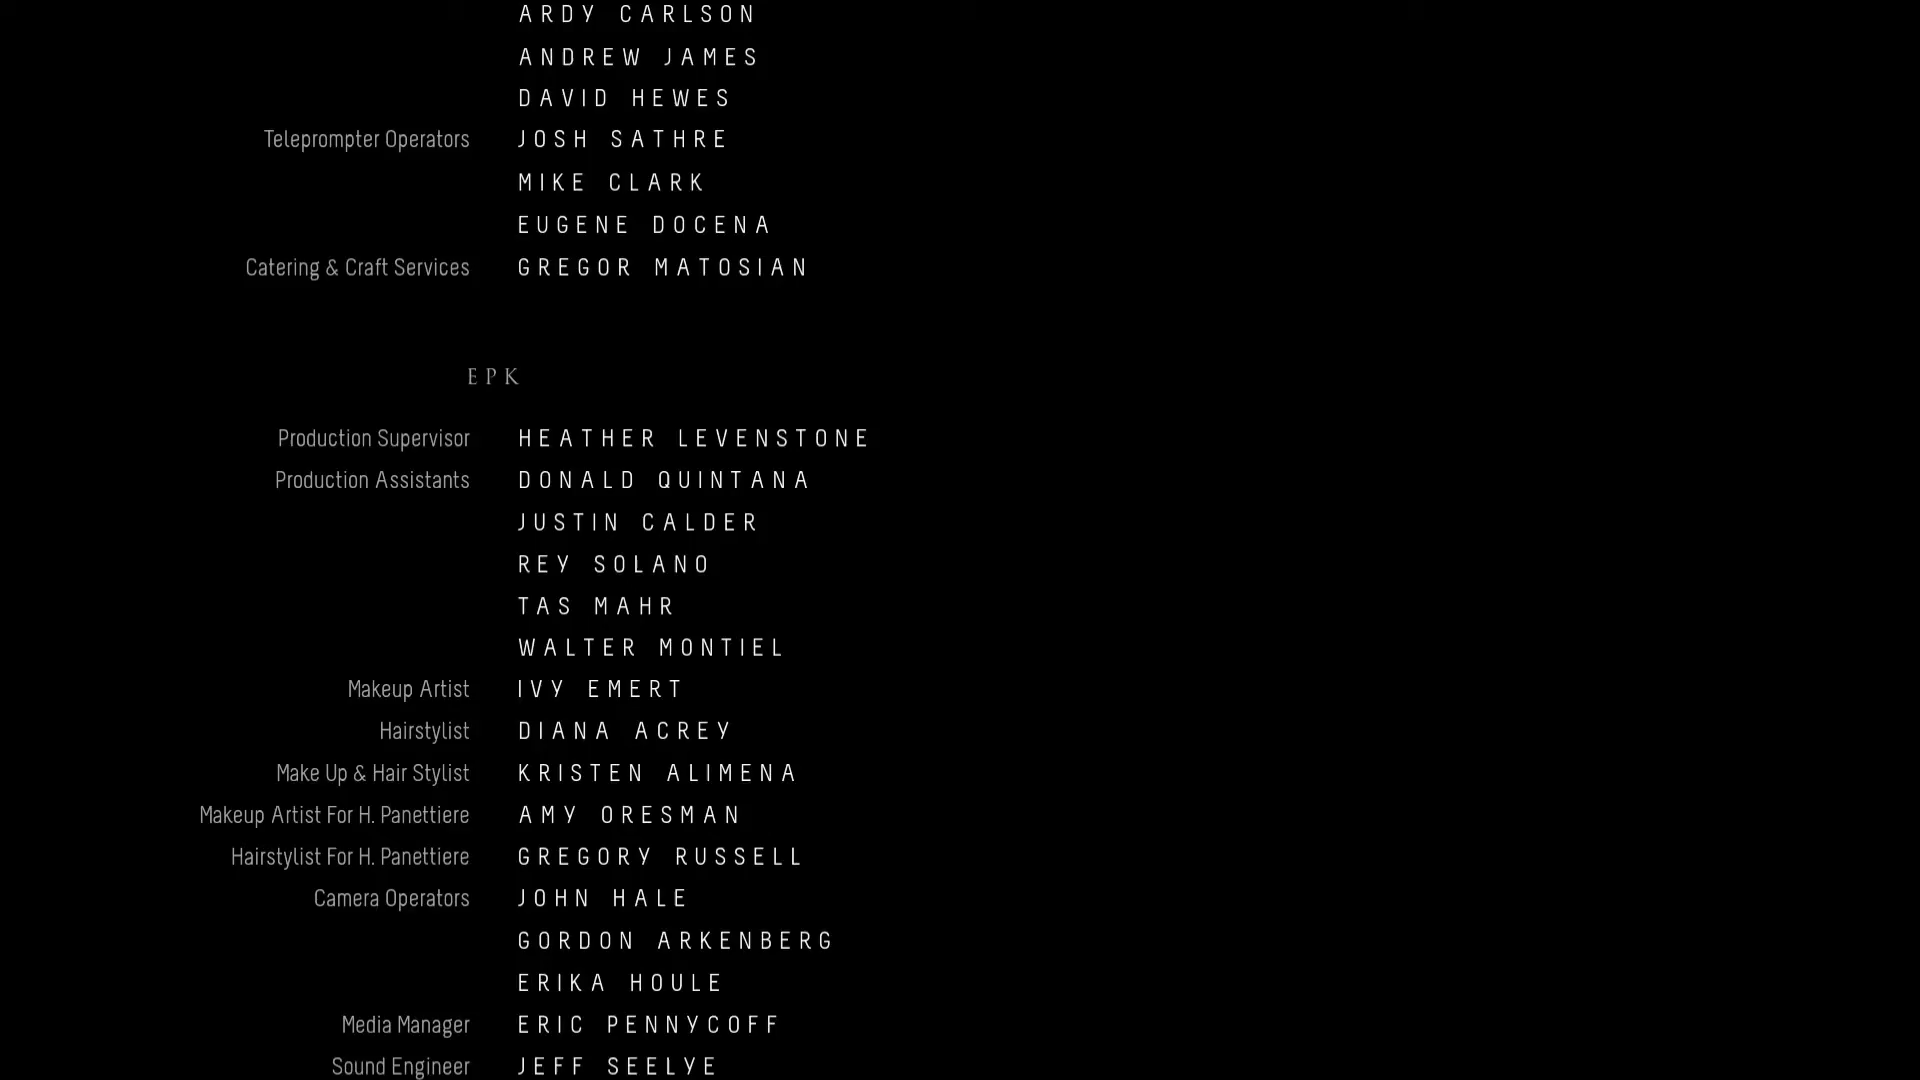 ARDY CARLSON
ANDREW JAMES
DAVID HEWES
Teleprompter Operators JOSH SATHRE
MIKE CLARK
EUGENE DOCENA
Catering & Craft Services GREGOR MATOSIAN
EPK
Production Supervisor HEATHER LEVENSTONE
Production Assistants DONALD QUINTANA
JUSTIN CALDER
REY SOLANO
TAS MAHR
WALTER MONTIEL
Makeup Artist IVY EMERT
Hairstylist DIANA ACREY
Make Up & Hair Stylist KRISTEN ALIMENA
Makeup Artist For H. Panettiere AMY ORESMAN
Hairstylist For H. Panettiere GREGORY RUSSELL
Camera Operators JOHN HALE
GORDON ARKENBERG
ERIKA HOULE
Media Manager ERIC PENNYCOFF
Sound Engineer JEFF SEELYE